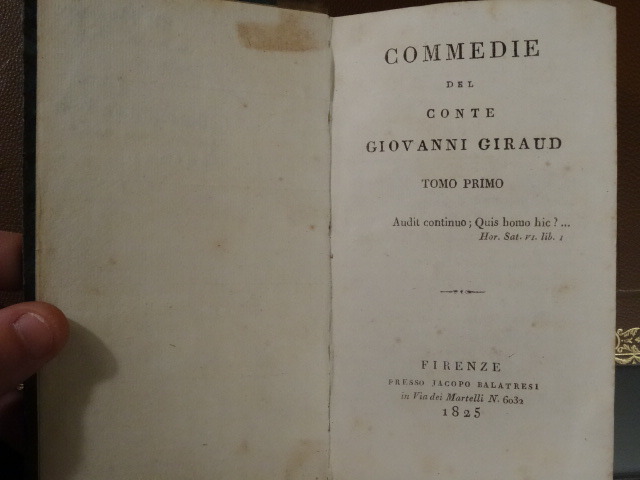 COMMEDIE
DEL
CONTE
GIOVANNI GIRAUD
TOMO PRIMO
Audit continuo; Quis homo hic?...
Hor. Sat. VI. lib. I
FIRENZE
PRESSO JACOPO BALATRESI
in Via dei Martelli N. 6032
1825